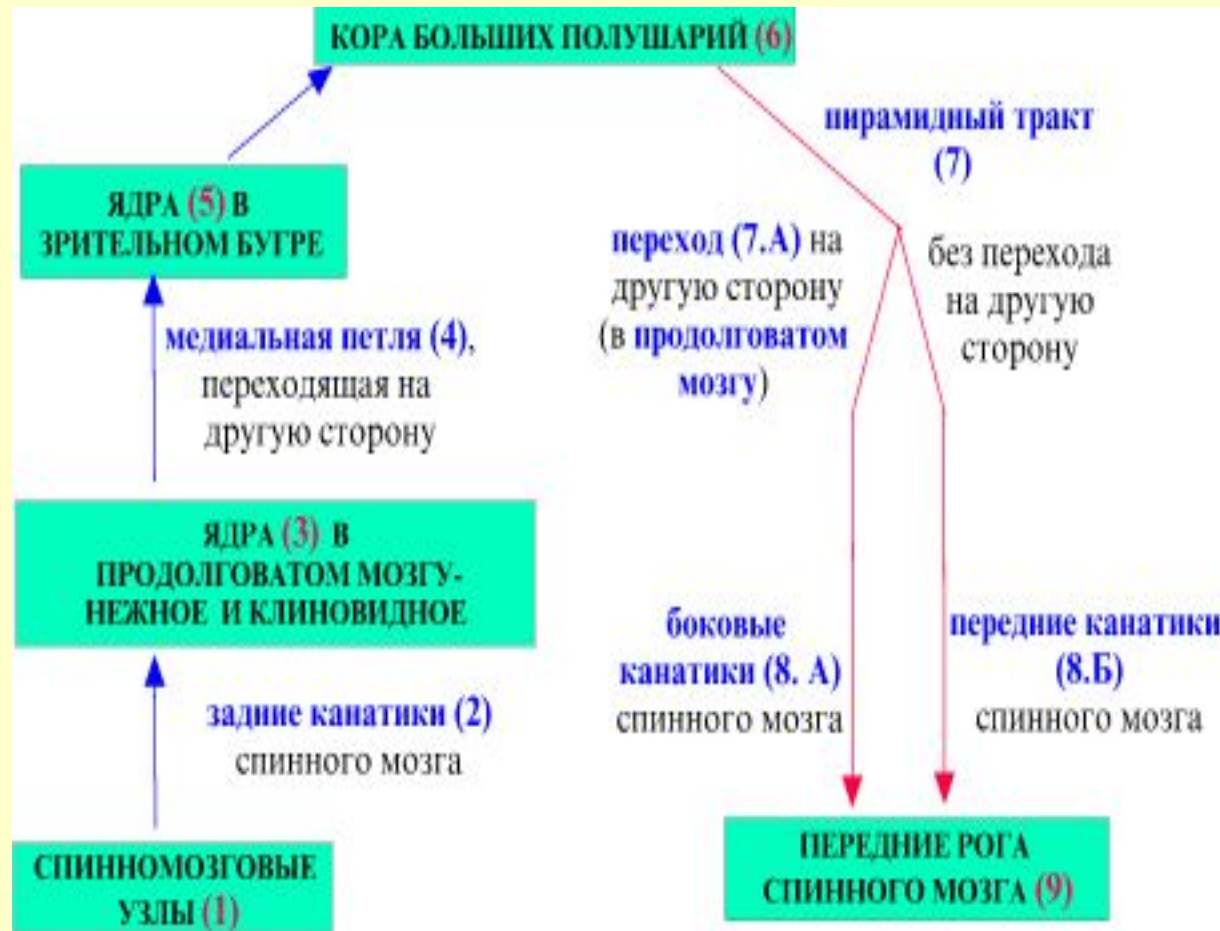 КОРА БОЛЬШИХ ПОЛУШАРИЙ (6)
пирамидный тракт
(7)
ЯДРА (5) В
ЗРИТЕЛЬНОМ БУГРЕ
переход (7.А) на
другую сторону
(в продолговатом
мозгу)
без перехода
на другую
сторону
медиальная петля (4),
переходящая на
другую сторону
ЯДРА (3) В
ПРОДОЛГОВАТОМ МОЗГУ-
НЕЖНОЕ И КЛИНОВИДНОЕ
боковые
канатики (8. А)
спинного мозга
передние канатики
(8.Б)
спинного мозга
задние канатики (2)
спинного мозга
СПИННОМОЗГОВЫЕ
УЗЛЫ (1)
ПЕРЕДНИЕ РОГА
СПИННОГО МОЗГА (9)